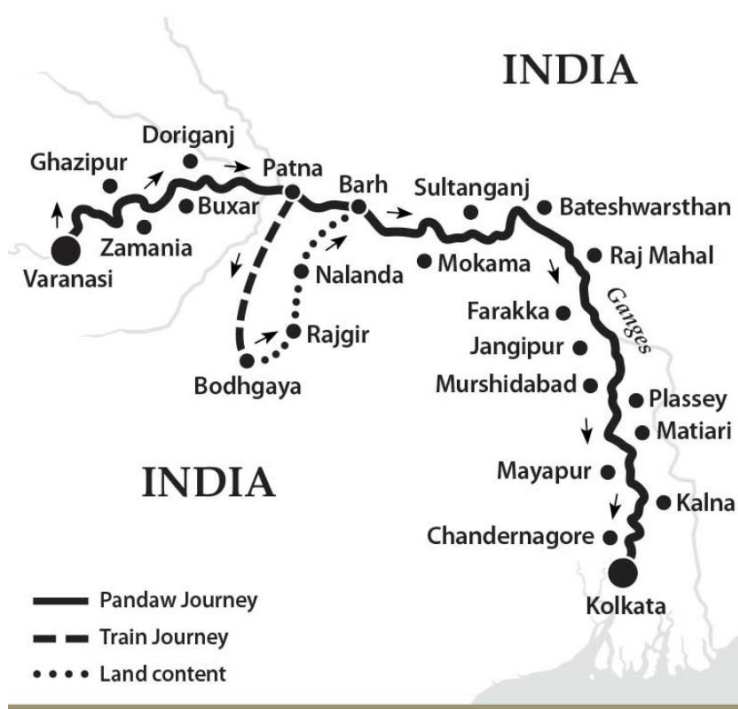 INDIA
Doriganj
Ghazipur
Patna
Barh
Sultanganj
Buxar
Bateshwarsthan
Zamania
Varanasi
Mokama
Raj Mahal
Nalanda
Ganges
Farakka
Rajgir
Jangipur
Bodhgaya
Murshidabad
Plassey
Matiari
INDIA
Mayapur
Kalna
Chandernagore
Kolkata
Pandaw Journey
Train Journey
Land content